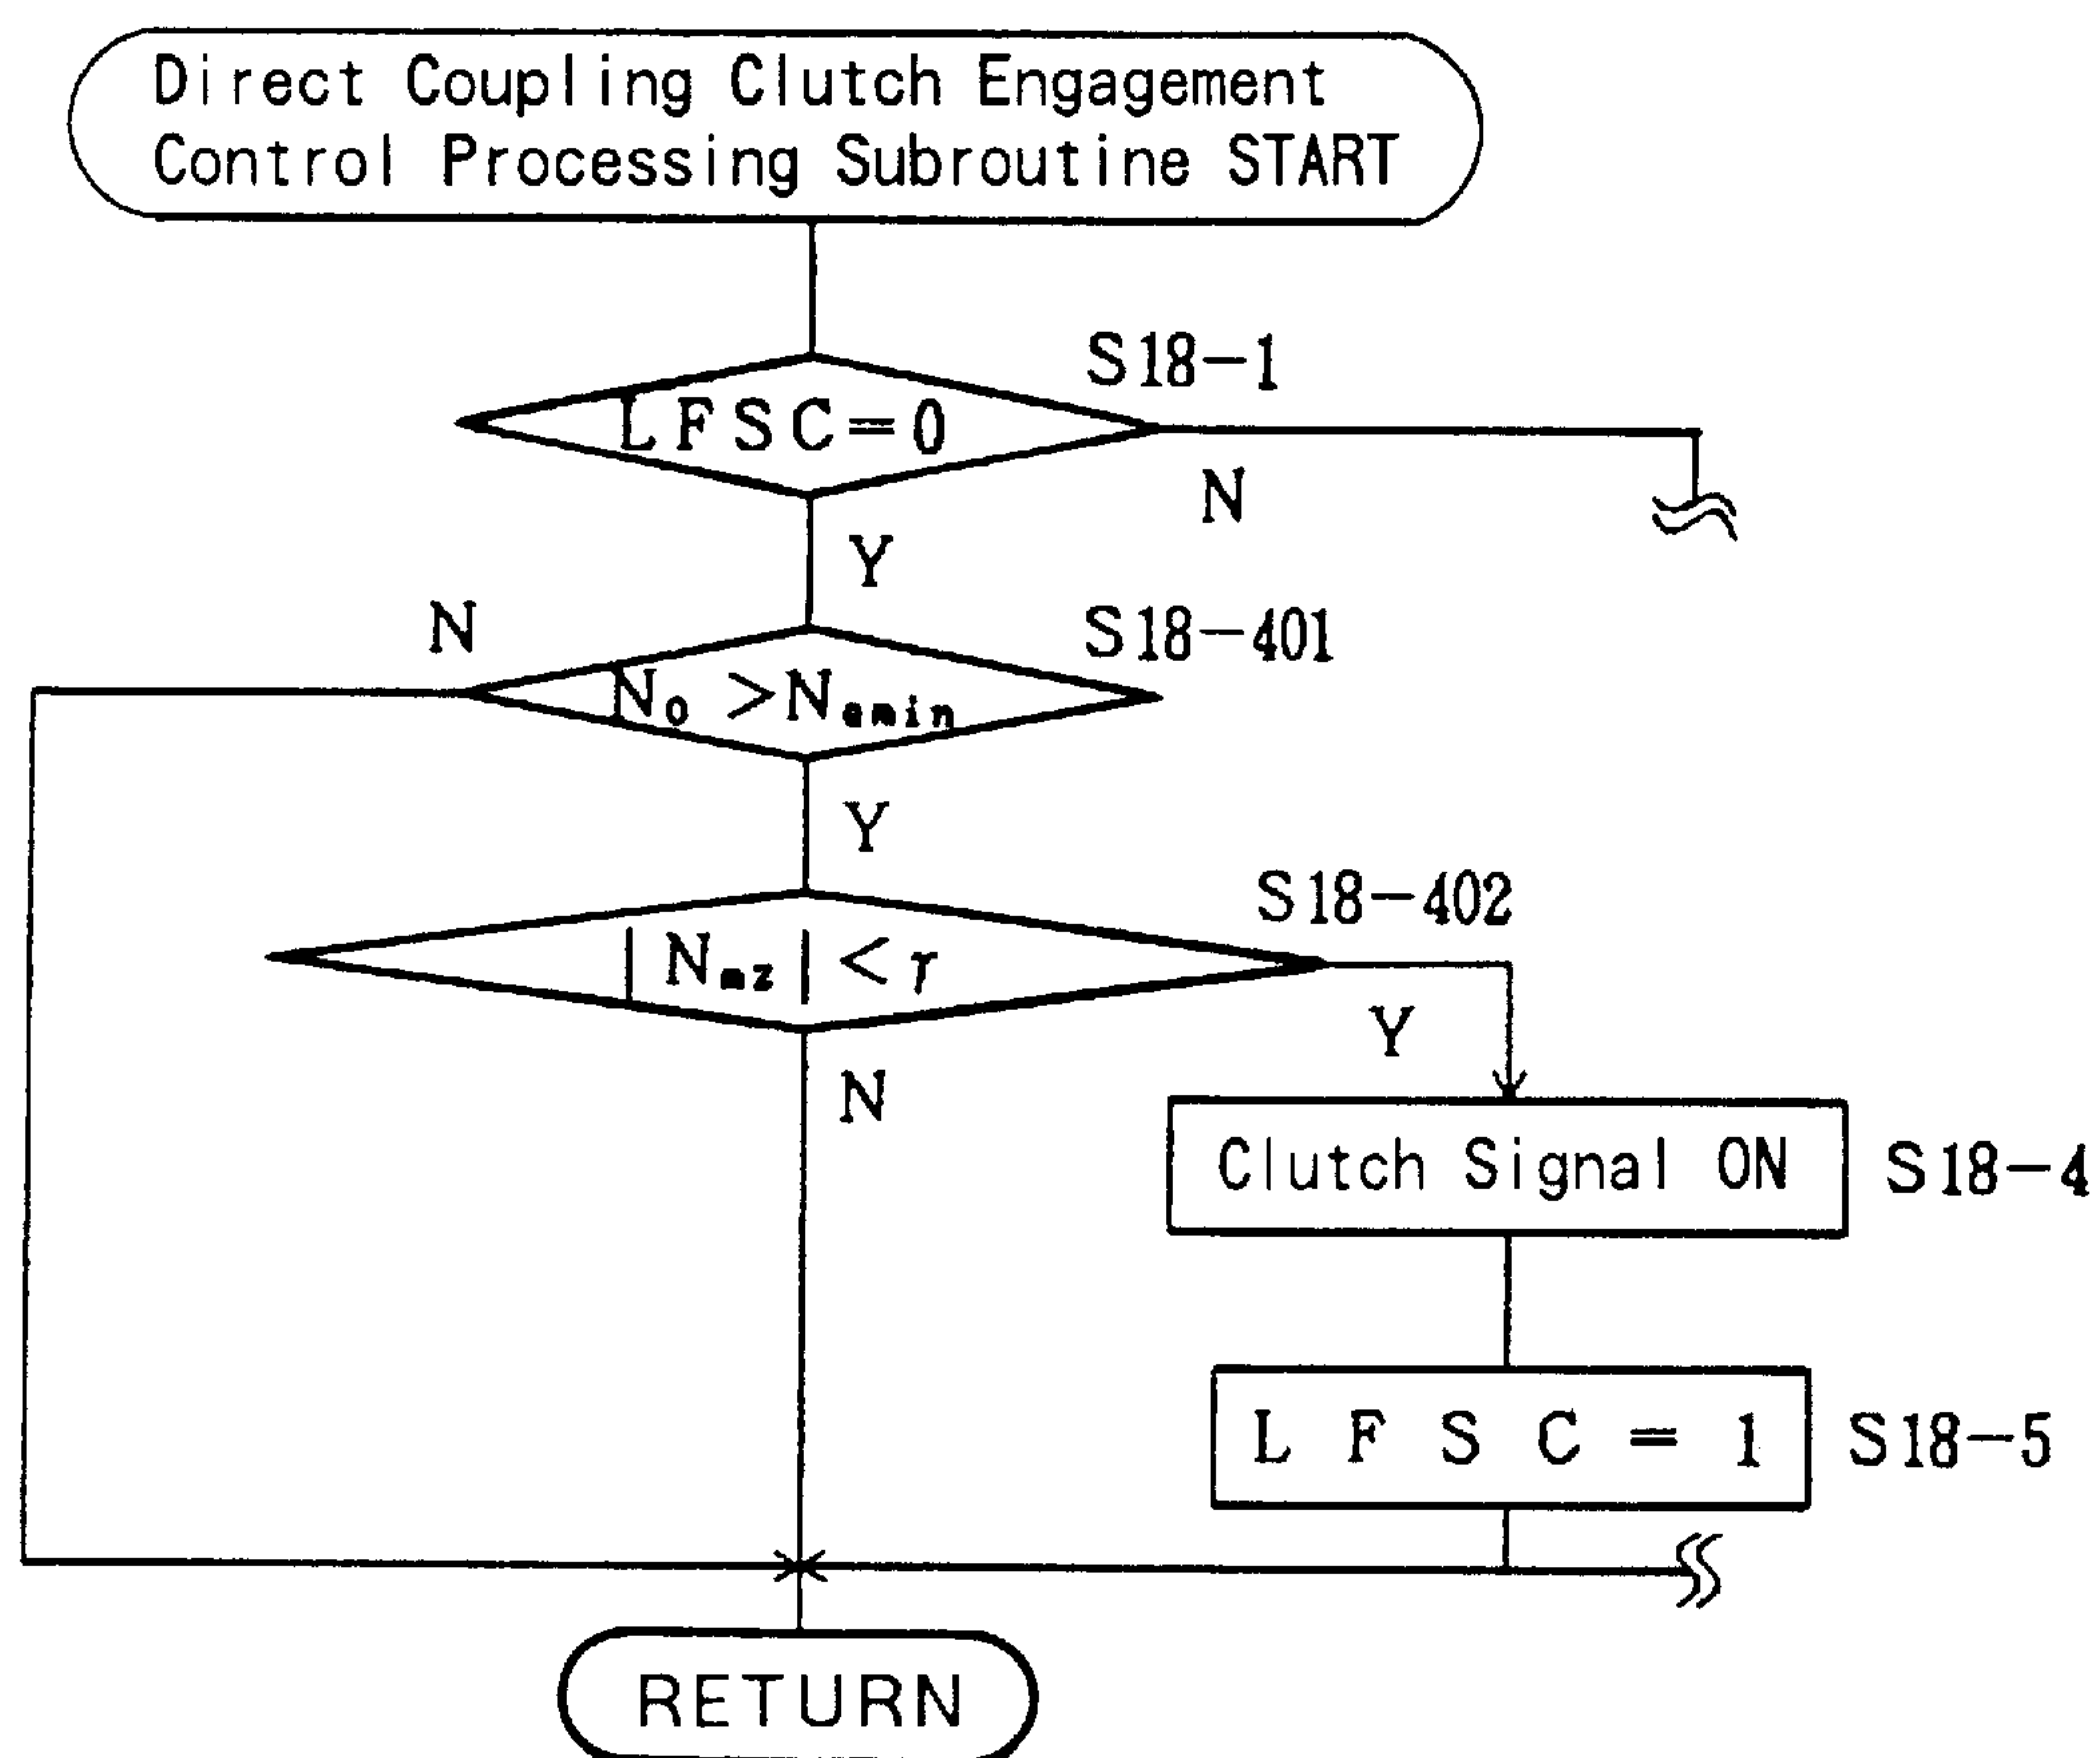 Direct Coupling Clutch Engagement
Control Processing Subroutine START
S18-1
LFSC=0
N
Y
N
S18-401
No >Nemin
Y
S18-402
|Nmz|<γ
Y
N
Clutch Signal ON
S18-4
LFSC=1
S18-5
RETURN